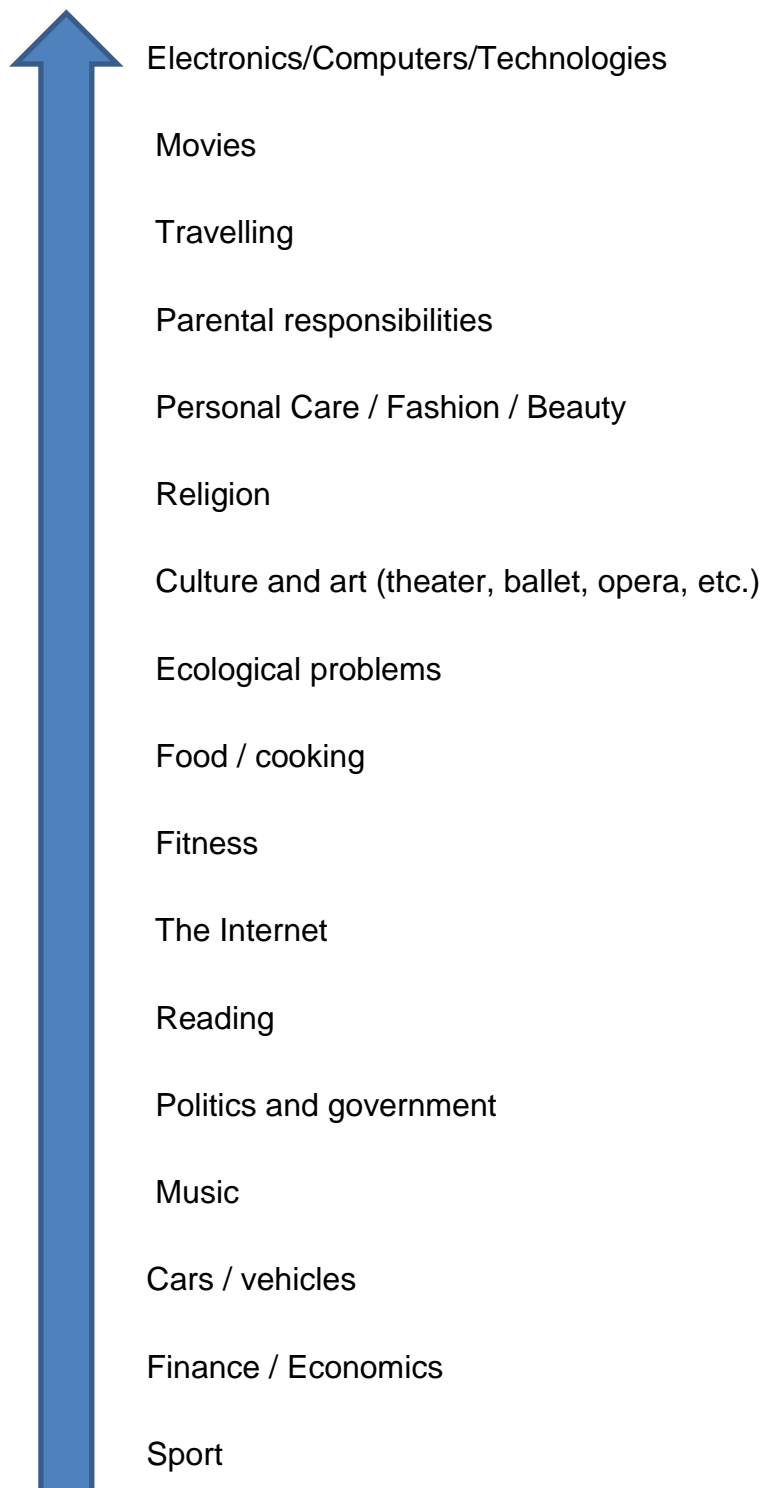 Electronics/Computers/Technologies
Movies
Travelling
Parental responsibilities
Personal Care / Fashion / Beauty
Religion
Culture and art (theater, ballet, opera, etc.)
Ecological problems
Food / cooking
Fitness
The Internet
Reading
Politics and government
Music
Cars / vehicles
Finance / Economics
Sport